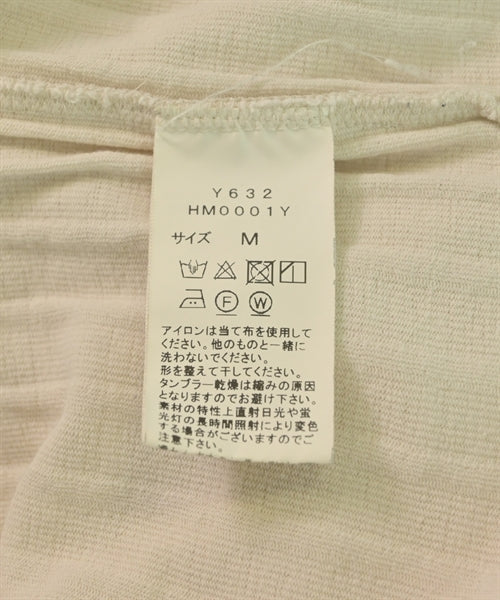 Y632
HM0001Y
サイズ M
F W
アイロンは当て布を使用して
ください。他のものと一緒に
洗わないでください。
形を整えて干してください。
タンブラー乾燥は縮みの原因
となりますのでお避け下さい。
素材の特性上直射日光や蛍
光灯の長時間照射により変色
する場合がございますのでご
注意下さい。